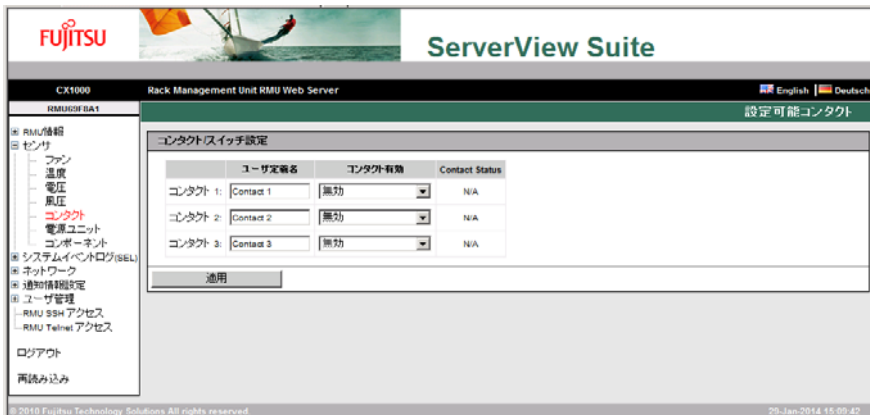 FUJITSU
ServerView Suite
CX1000
Rack Management Unit RMU Web Server
English
Deutsch
RMU69F8A1
設定可能コンタクト
RMU情報
センサ
ファン
温度
電圧
風圧
コンタクト
電源ユニット
コンポーネント
システムイベントログ(SEL)
ネットワーク
通知情報設定
ユーザ管理
RMU SSH アクセス
RMU Telnet アクセス
ログアウト
再読み込み
コンタクト/スイッチ設定
ユーザ定義名 コンタクト有効 Contact Status
コンタクト 1: Contact 1 無効 N/A
コンタクト 2: Contact 2 無効 N/A
コンタクト 3: Contact 3 無効 N/A
適用
© 2010 Fujitsu Technology Solutions All rights reserved.
29-Jan-2014 15:09:42